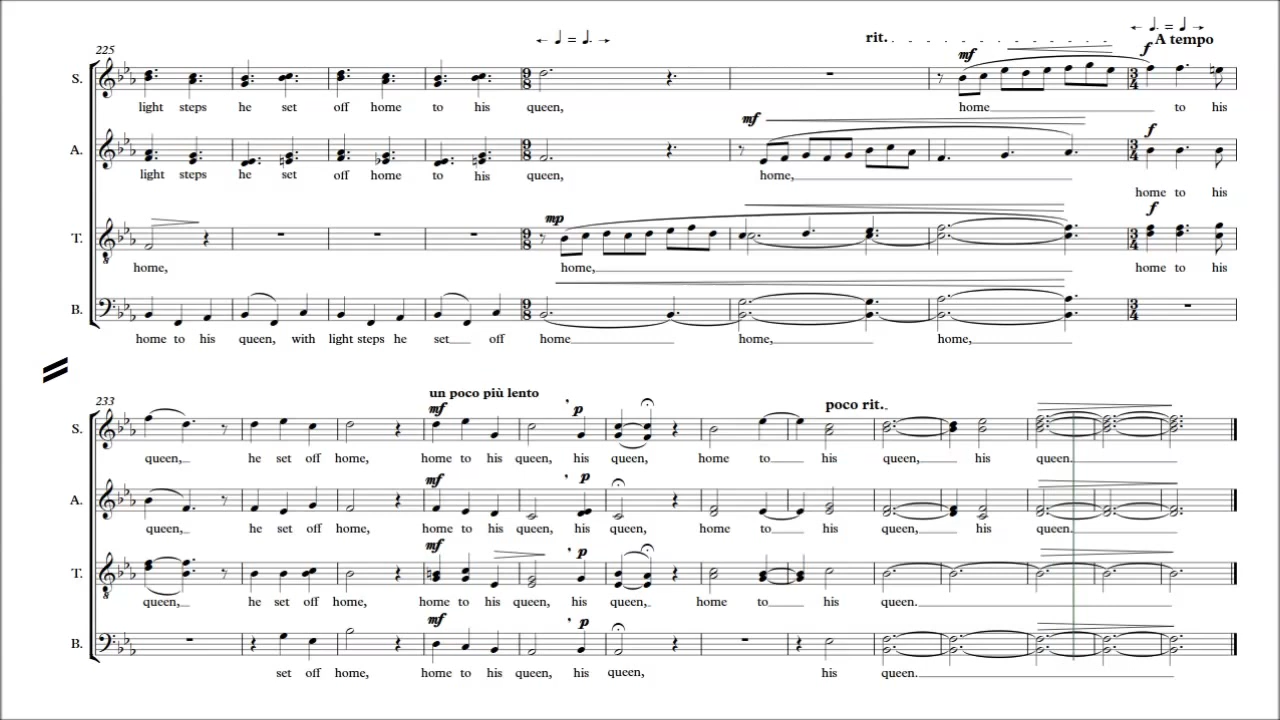 225
rit.
A tempo
mf
f
S.
light steps he set off home to his queen, home to his
mf
f
A.
light steps he set off home to his queen, home,
home to his
mp
f
T.
home, home, home to his
B.
home to his queen, with light steps he set off home home, home,
233
un poco più lento
poco rit.
mf , p
S.
queen, he set off home, home to his queen, his queen, home to his queen, his queen.
mf , p
A.
queen, he set off home, home to his queen, his queen, home to his queen, his queen.
mf , p
T.
queen, he set off home, home to his queen, his queen, home to his queen.
mf , p
B.
set off home, home to his queen, his queen, his queen.